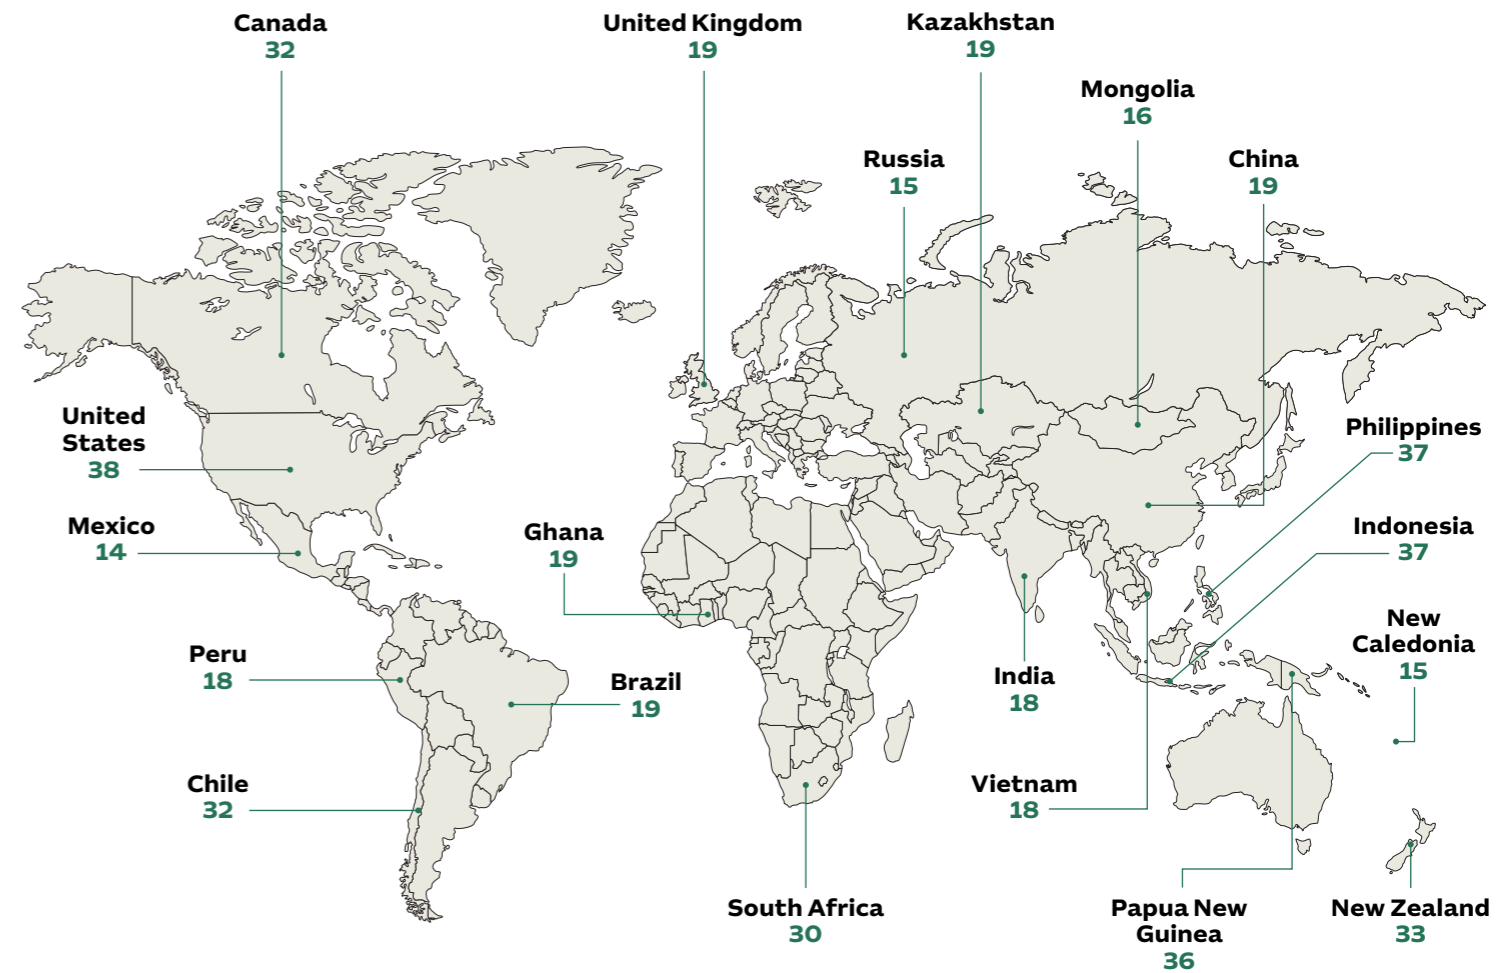 Canada
32
United Kingdom
19
Kazakhstan
19
Mongolia
16
Russia
15
China
19
United
States
38
Philippines
37
Mexico
14
Ghana
19
Indonesia
37
New
Caledonia
15
Peru
18
Brazil
19
India
18
Chile
32
Vietnam
18
South Africa
30
Papua New
Guinea
36
New Zealand
33